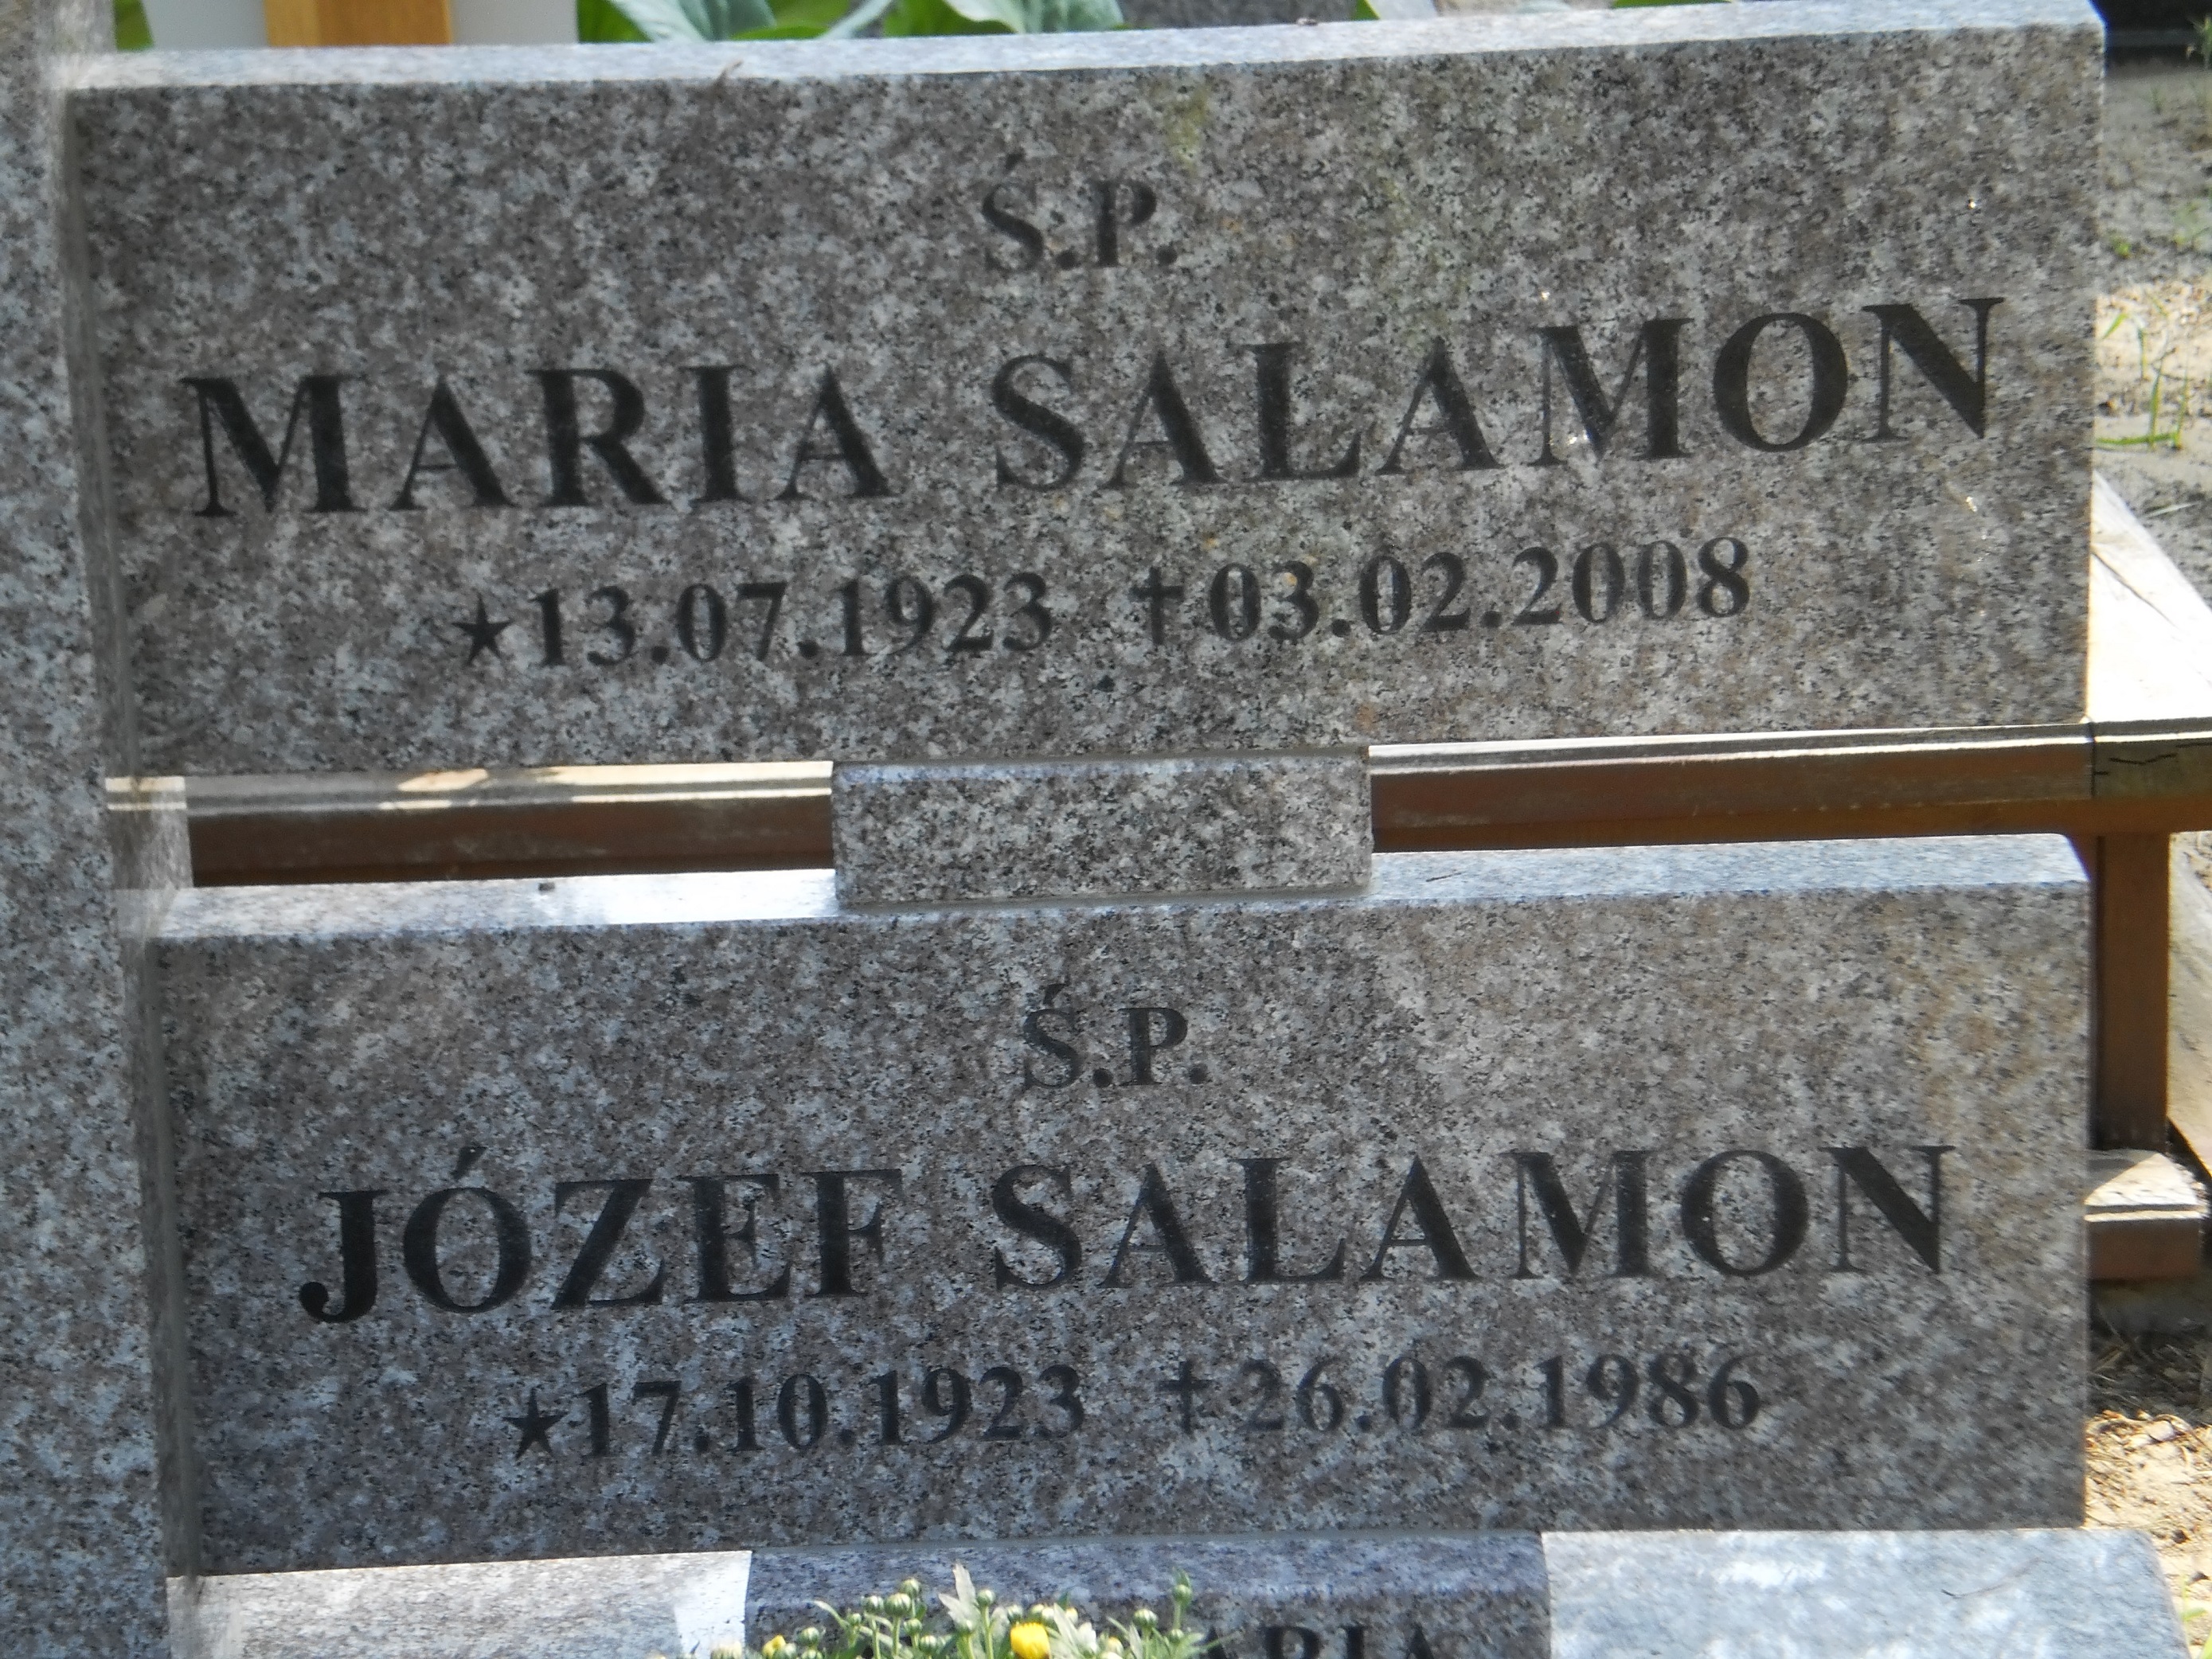 Ś.P.
MARIA SALAMON
★13.07.1923 †03.02.2008
Ś.P.
JÓZEF SALAMON
★17.10.1923 †26.02.1986